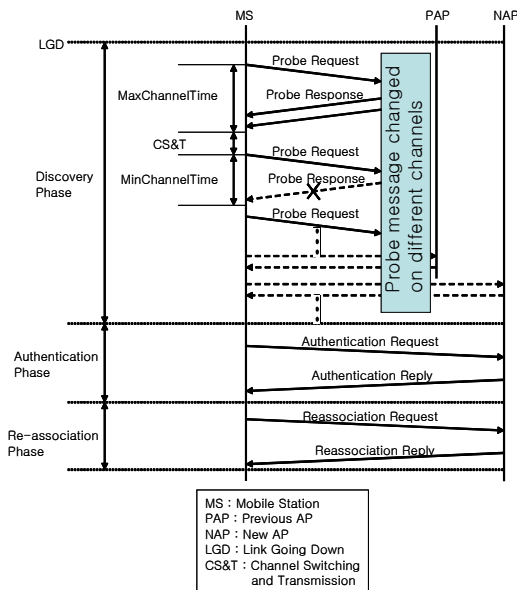 MS
PAP
NAP
LGD
Probe Request
MaxChannelTime
Probe Response
CS&T
Probe Request
Discovery
Phase
MinChannelTime
Probe Response
Probe Request
Probe message changed
on different channels
Authentication
Phase
Authentication Request
Authentication Reply
Re-association
Phase
Reassociation Request
Reassociation Reply
MS : Mobile Station
PAP : Previous AP
NAP : New AP
LGD : Link Going Down
CS&T : Channel Switching
and Transmission